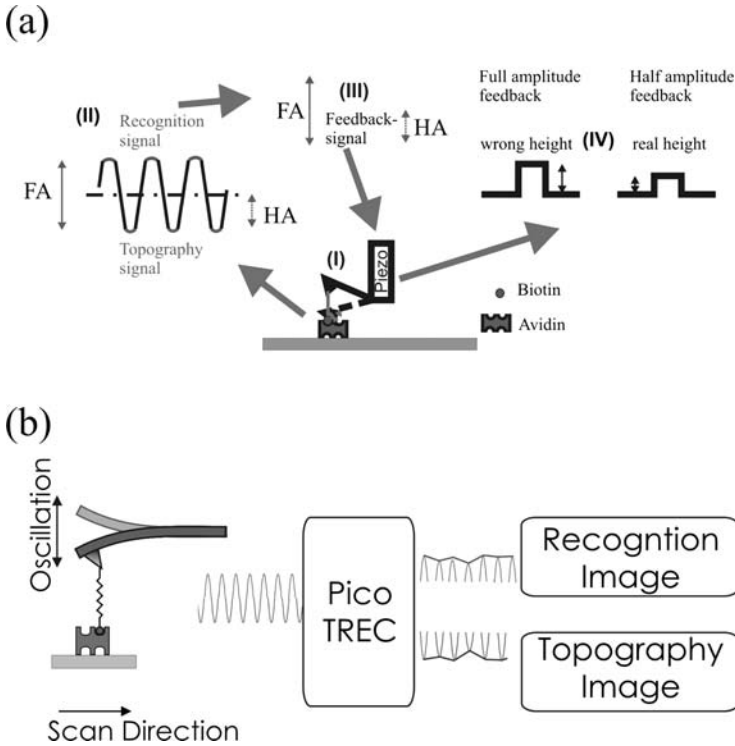 (a)
(II)
Recognition
signal
FA
HA
Topography
signal
FA
(III)
Feedback-
signal
HA
(I)
Piezo
Full amplitude
feedback
Half amplitude
feedback
wrong height
(IV)
real height
Biotin
Avidin
(b)
Oscillation
Scan Direction
Pico
TREC
Recogntion
Image
Topography
Image